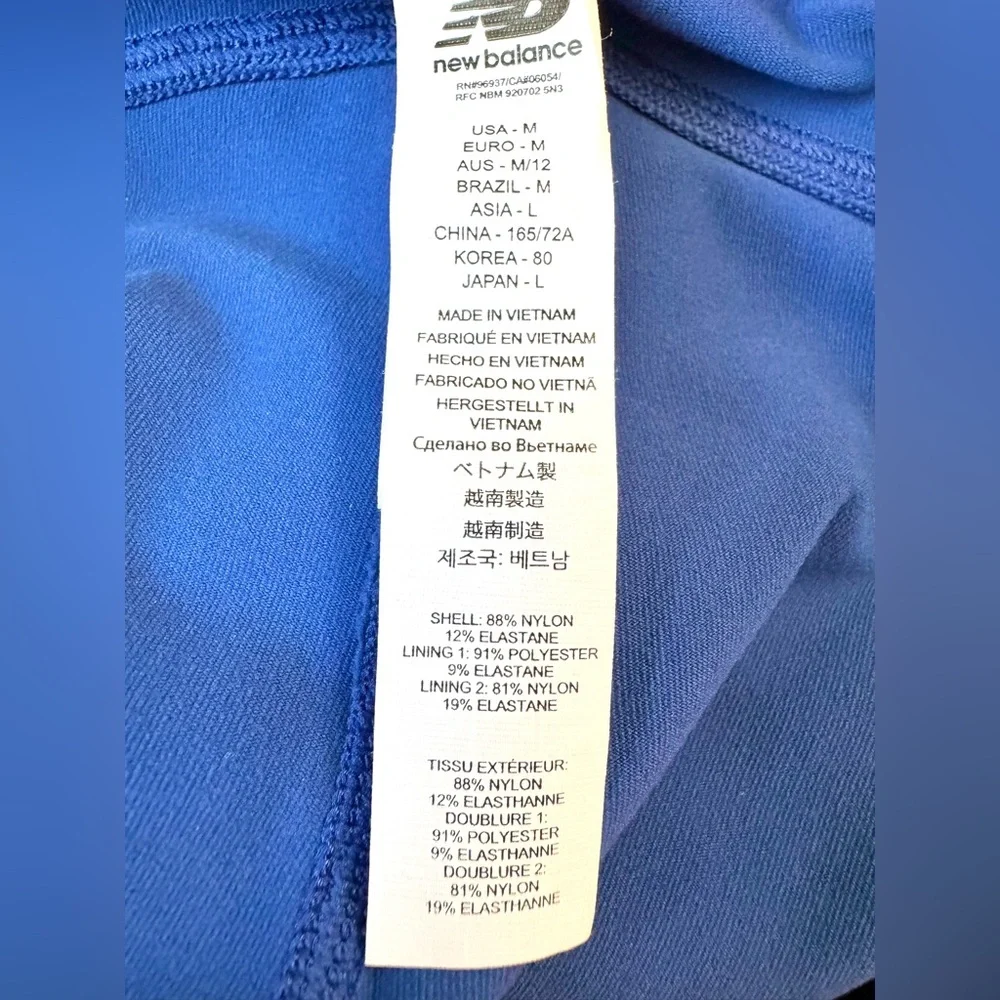 new balance
RN#96937/CA#06054/
RFC NBM 920702 5N3
USA - M
EURO - M
AUS - M/12
BRAZIL - M
ASIA - L
CHINA - 165/72A
KOREA - 80
JAPAN - L
MADE IN VIETNAM
FABRIQUÉ EN VIETNAM
HECHO EN VIETNAM
FABRICADO NO VIETNÃ
HERGESTELLT IN
VIETNAM
Сделано во Вьетнаме
ベトナム製
越南製造
越南制造
제조국: 베트남
SHELL: 88% NYLON
12% ELASTANE
LINING 1: 91% POLYESTER
9% ELASTANE
LINING 2: 81% NYLON
19% ELASTANE
TISSU EXTÉRIEUR:
88% NYLON
12% ELASTHANNE
DOUBLURE 1:
91% POLYESTER
9% ELASTHANNE
DOUBLURE 2:
81% NYLON
19% ELASTHANNE